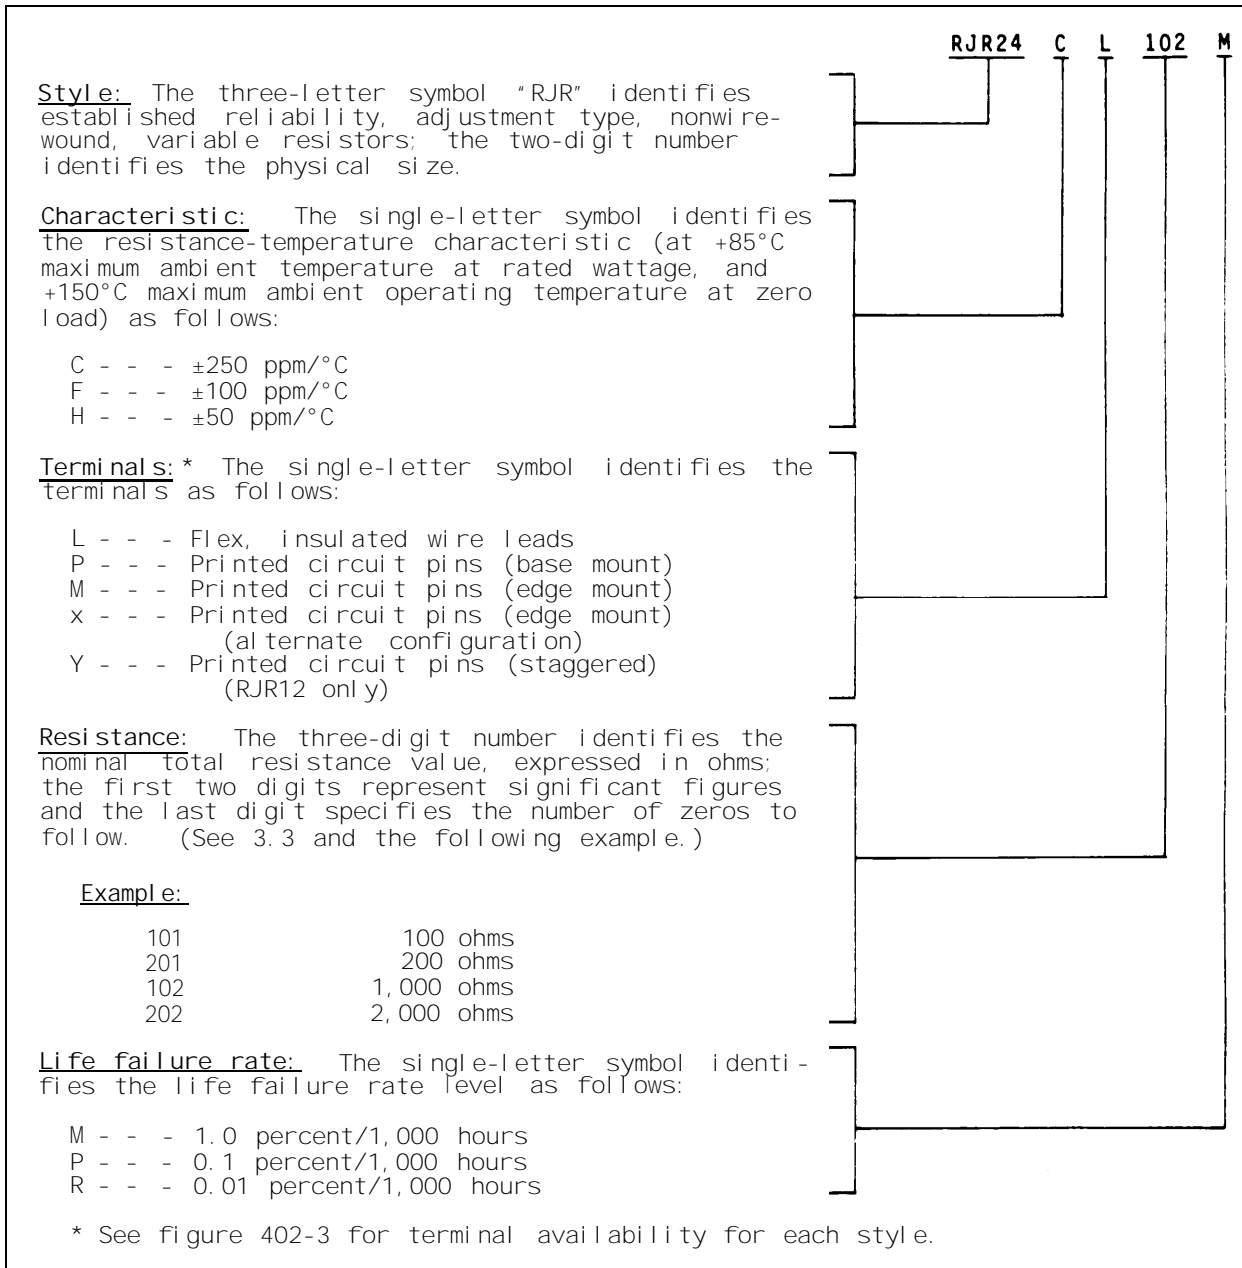 RJR24 C L 102 M
Style: The three-letter symbol "RJR" identifies
established reliability, adjustment type, nonwire-
wound, variable resistors; the two-digit number
identifies the physical size.
Characteristic: The single-letter symbol identifies
the resistance-temperature characteristic (at +85°C
maximum ambient temperature at rated wattage, and
+150°C maximum ambient operating temperature at zero
load) as follows:
C - - - ±250 ppm/°C
F - - - ±100 ppm/°C
H - - - ±50 ppm/°C
Terminals: * The single-letter symbol identifies the
terminals as follows:
L - - - Flex, insulated wire leads
P - - - Printed circuit pins (base mount)
M - - - Printed circuit pins (edge mount)
x - - - Printed circuit pins (edge mount)
(alternate configuration)
Y - - - Printed circuit pins (staggered)
(RJR12 only)
Resistance: The three-digit number identifies the
nominal total resistance value, expressed in ohms;
the first two digits represent significant figures
and the last digit specifies the number of zeros to
follow. (See 3.3 and the following example.)
Example:
101 100 ohms
201 200 ohms
102 1,000 ohms
202 2,000 ohms
Life failure rate: The single-letter symbol identi-
fies the life failure rate level as follows:
M - - - 1.0 percent/1,000 hours
P - - - 0.1 percent/1,000 hours
R - - - 0.01 percent/1,000 hours
* See figure 402-3 for terminal availability for each style.